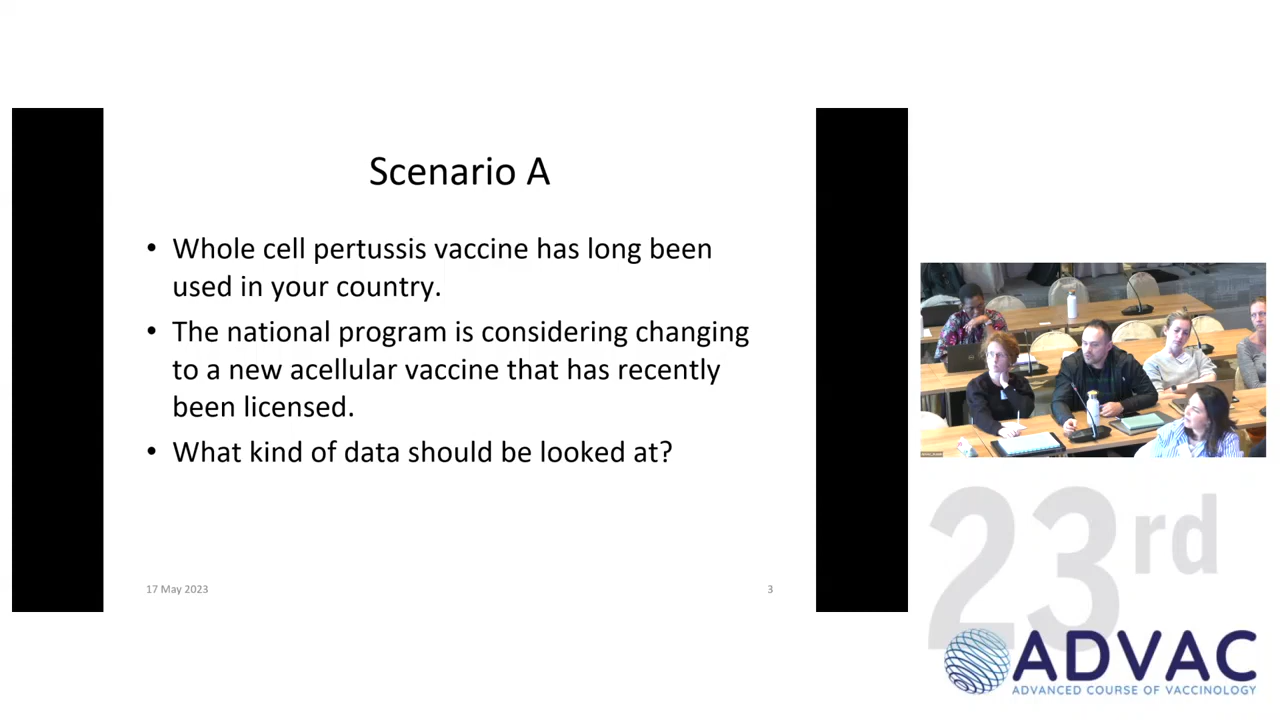 Scenario A
• Whole cell pertussis vaccine has long been
used in your country.
• The national program is considering changing
to a new acellular vaccine that has recently
been licensed.
• What kind of data should be looked at?
17 May 2023
3
23rd
ADVAC
ADVANCED COURSE OF VACCINOLOGY